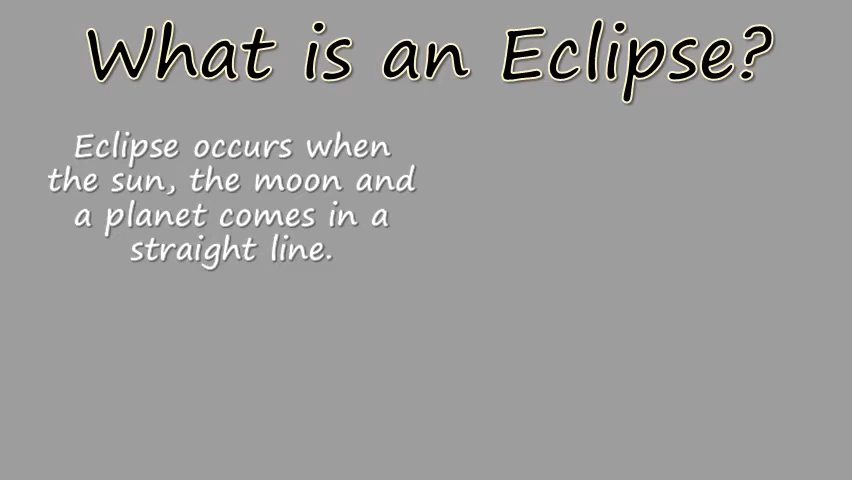 What is an Eclipse?
Eclipse occurs when
the sun, the moon and
a planet comes in a
straight line.